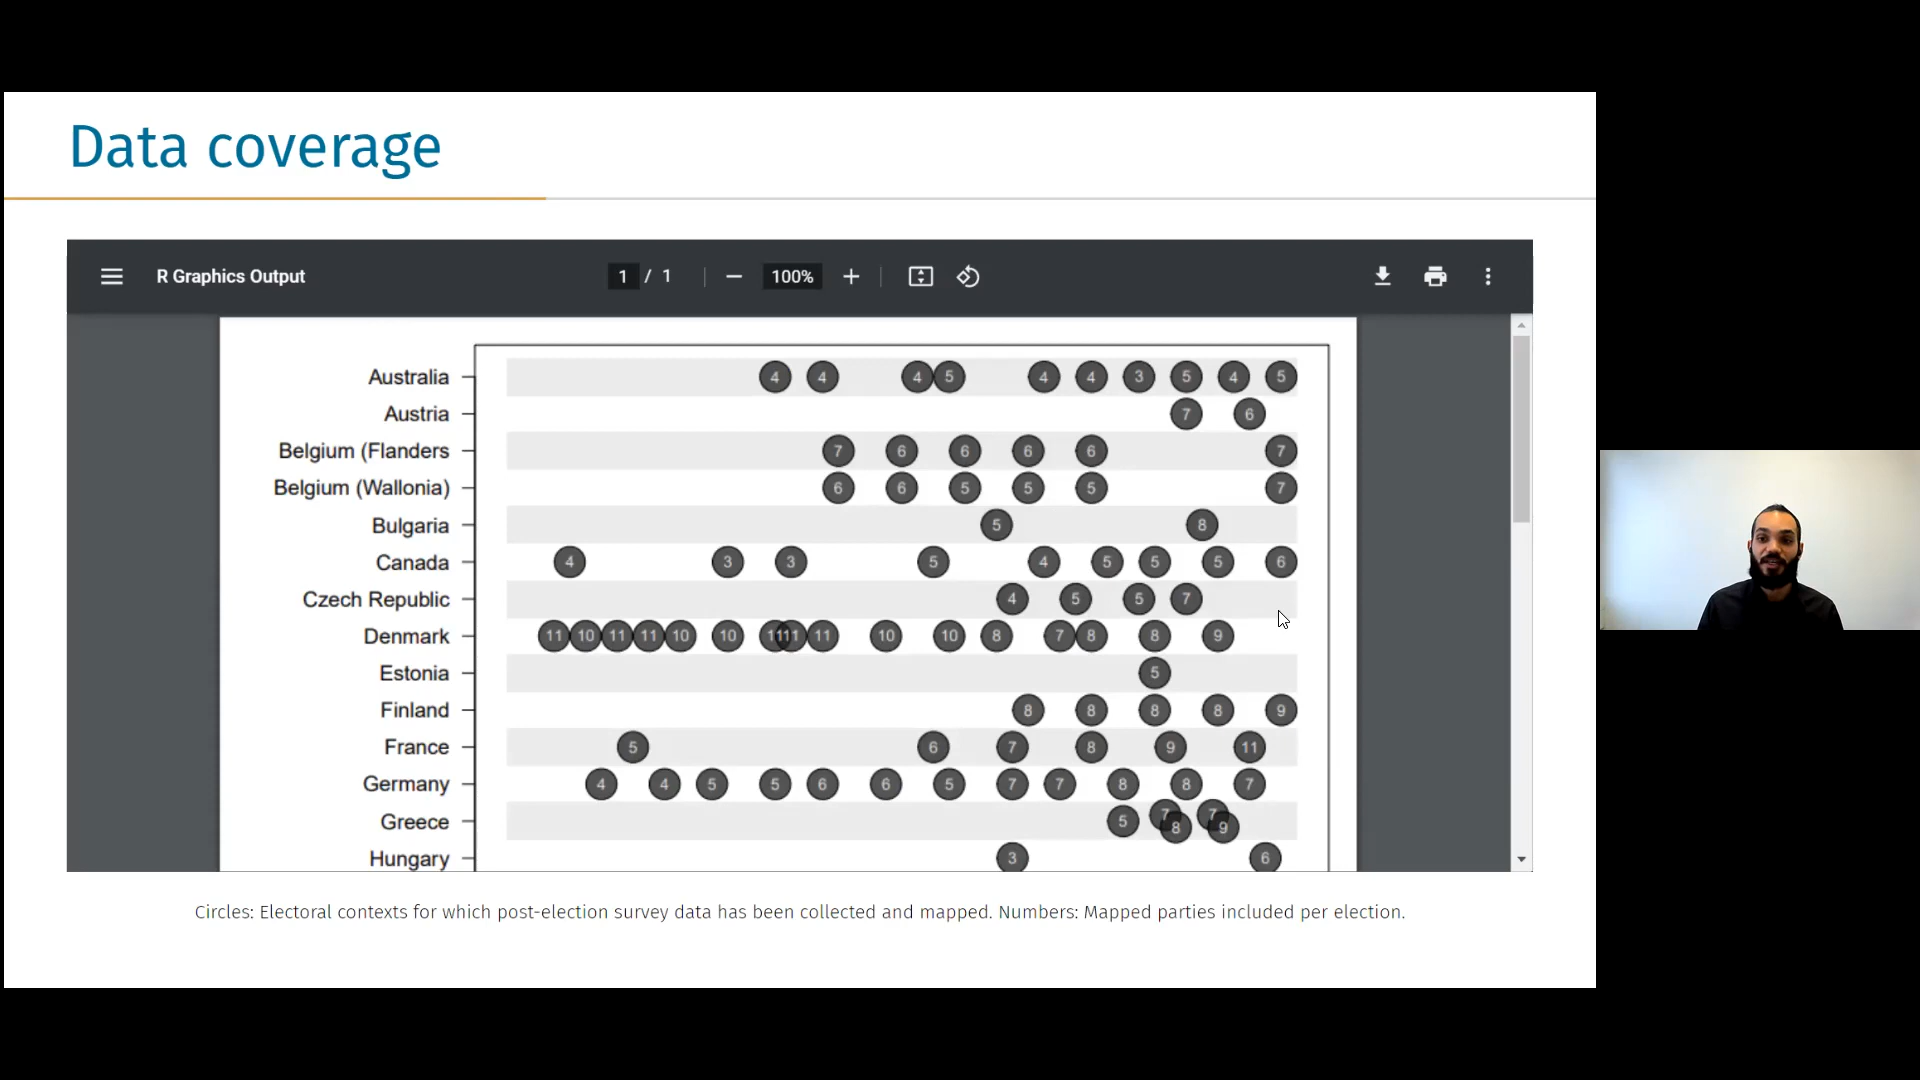 Data coverage
R Graphics Output
1 / 1
100%
Australia 4 4 4 5 4 4 3 5 4 5
Austria 7 6
Belgium (Flanders 7 6 6 6 6 7
Belgium (Wallonia) 6 6 5 5 5 7
Bulgaria 5 8
Canada 4 3 3 5 4 5 5 5 6
Czech Republic 4 5 5 7
Denmark 11 10 11 11 10 10 11 11 10 10 8 7 8 8 9
Estonia 5
Finland 8 8 8 8 9
France 5 6 7 8 9 11
Germany 4 4 5 5 6 6 5 7 7 8 8 7
Greece 5 7 8 7 9
Hungary 3 6
Circles: Electoral contexts for which post-election survey data has been collected and mapped. Numbers: Mapped parties included per election.